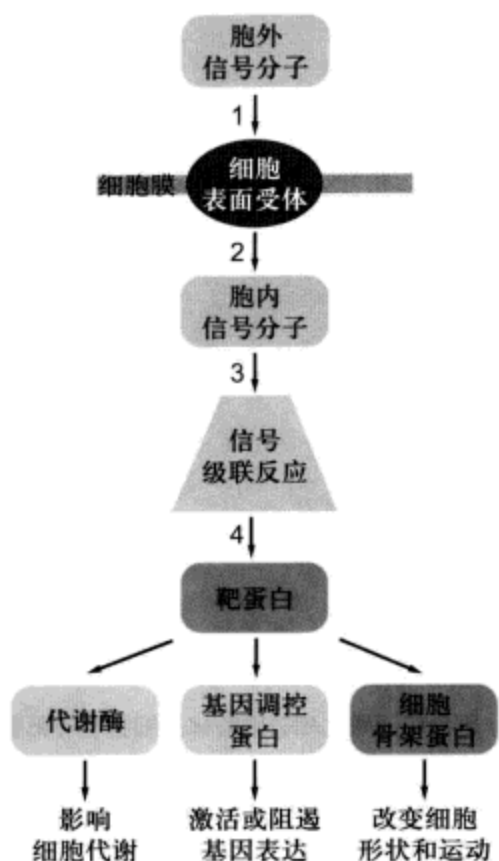 胞外
信号分子
1
细胞膜
细胞
表面受体
2
胞内
信号分子
3
信号
级联反应
4
靶蛋白
代谢酶
基因调控
蛋白
细胞
骨架蛋白
影响
细胞代谢
激活或阻遏
基因表达
改变细胞
形状和运动